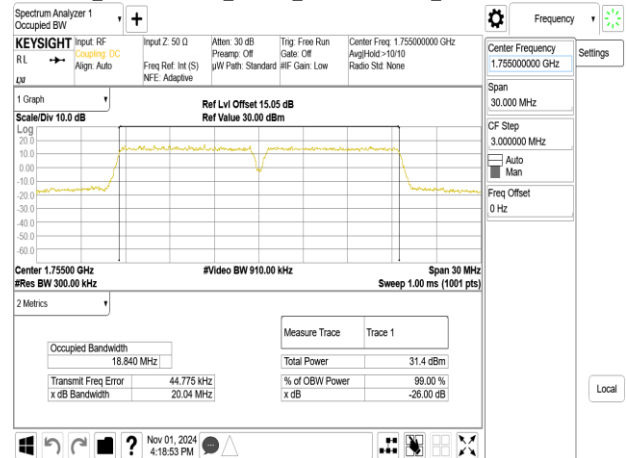 Spectrum Analyzer 1
Occupied BW
Frequency
KEYSIGHT
Input: RF
Coupling: DC
Align: Auto
RL
LXI
Input Z: 50 Ω
Freq Ref: Int (S)
NFE: Adaptive
Atten: 30 dB
Preamp: Off
µW Path: Standard
Trig: Free Run
Gate: Off
#IF Gain: Low
Center Freq: 1.755000000 GHz
Avg|Hold:>10/10
Radio Std: None
Center Frequency
1.755000000 GHz
Settings
Span
30.000 MHz
CF Step
3.000000 MHz
Auto
Man
Freq Offset
0 Hz
Local
1 Graph
Ref Lvl Offset 15.05 dB
Scale/Div 10.0 dB
Ref Value 30.00 dBm
Log
20.0
10.0
0.00
-10.0
-20.0
-30.0
-40.0
-50.0
-60.0
Center 1.75500 GHz
#Video BW 910.00 kHz
Span 30 MHz
#Res BW 300.00 kHz
Sweep 1.00 ms (1001 pts)
2 Metrics
Measure Trace Trace 1
Occupied Bandwidth
18.840 MHz
Total Power 31.4 dBm
Transmit Freq Error 44.775 kHz
% of OBW Power 99.00 %
x dB Bandwidth 20.04 MHz
x dB -26.00 dB
?
Nov 01, 2024
4:18:53 PM